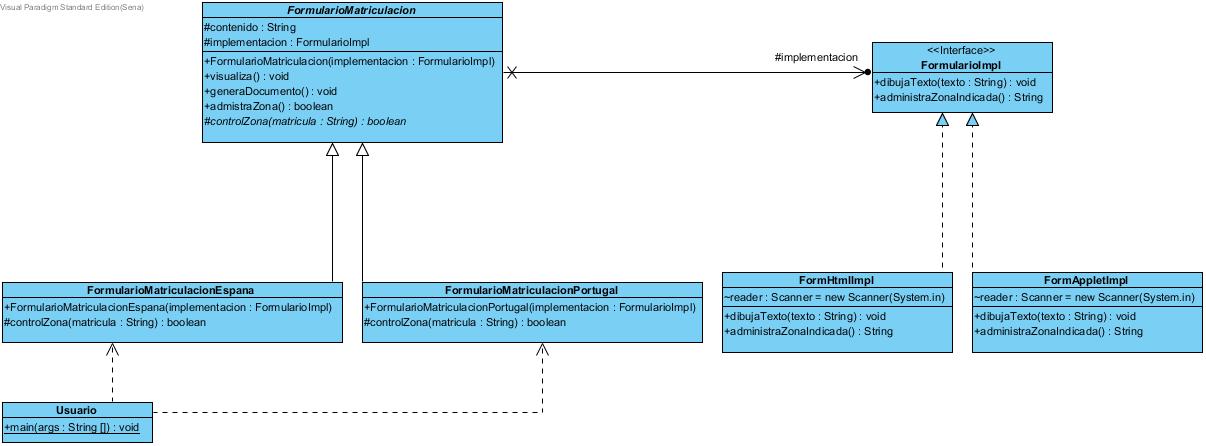 Visual Paradigm Standard Edition(Sena)
FormularioMatriculacion
#contenido : String
#implementacion : FormularioImpl
+FormularioMatriculacion(implementacion : FormularioImpl)
+visualiza() : void
+generaDocumento() : void
+admistraZona() : boolean
#controlZona(matricula : String) : boolean
#implementacion
<<Interface>>
FormularioImpl
+dibujaTexto(texto : String) : void
+administraZonaIndicada() : String
FormularioMatriculacionEspana
+FormularioMatriculacionEspana(implementacion : FormularioImpl)
#controlZona(matricula : String) : boolean
FormularioMatriculacionPortugal
+FormularioMatriculacionPortugal(implementacion : FormularioImpl)
#controlZona(matricula : String) : boolean
FormHtmlImpl
~reader : Scanner = new Scanner(System.in)
+dibujaTexto(texto : String) : void
+administraZonaIndicada() : String
FormAppletImpl
~reader : Scanner = new Scanner(System.in)
+dibujaTexto(texto : String) : void
+administraZonaIndicada() : String
Usuario
+main(args : String []) : void